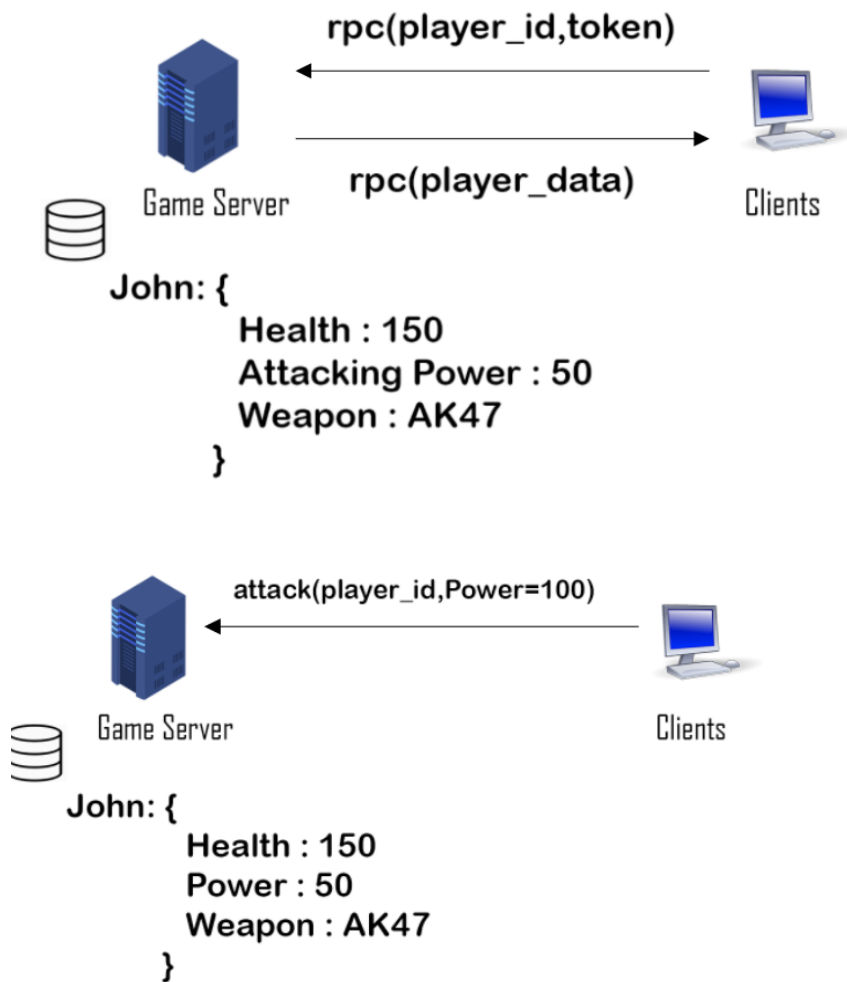 rpc(player_id,token)
rpc(player_data)
Game Server
Clients
John: {
Health : 150
Attacking Power : 50
Weapon : AK47
}
attack(player_id,Power=100)
Game Server
Clients
John: {
Health : 150
Power : 50
Weapon : AK47
}